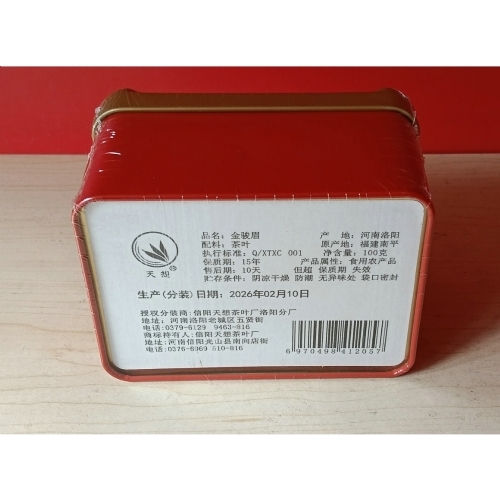 天想®
品名：金骏眉 产 地：河南洛阳
配料：茶叶 原产地：福建南平
执行标准：Q/XTXC 001 净含量：100克
保质期：15年 产品属性：食用农产品
售后期：10天 但超 保质期 失效
贮存条件：阴凉干燥 防潮 无异味处 袋口密封
生产(分装)日期：2026年02月10日
授权分装商：信阳天想茶叶厂洛阳分厂
地址：河南洛阳老城区五贤街
电话：0379-6129 9463-816
商标持有人：信阳天想茶叶厂
地址：河南信阳光山县南向店街
电话：0376-6969 510-816
6970498412057